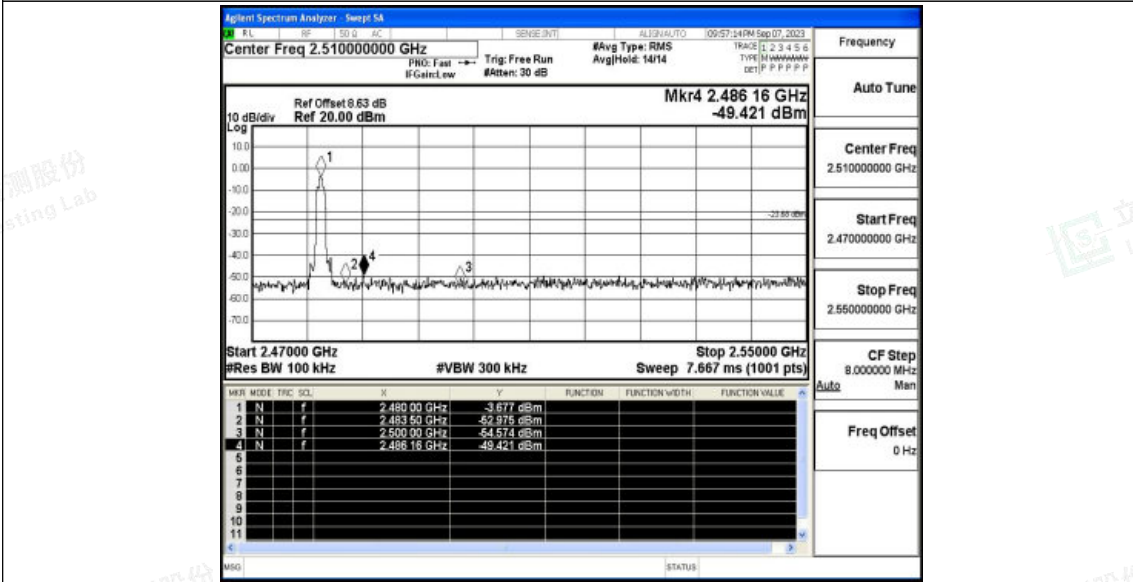 Agilent Spectrum Analyzer - Swept SA
RL RF 50 Ω AC SENSE:INT ALIGNAUTO 09:57:14 PM Sep 07, 2023
Center Freq 2.510000000 GHz
PNO: Fast
IFGain:Low
Trig: Free Run
#Atten: 30 dB
#Avg Type: RMS
Avg|Hold: 14/14
TRACE 1 2 3 4 5 6
TYPE M WWWWW
DET P P P P P P
Ref Offset 8.63 dB
Ref 20.00 dBm
10 dB/div
Log
Mkr4 2.486 16 GHz
-49.421 dBm
10.0
0.00
-10.0
-20.0
-30.0
-40.0
-50.0
-60.0
-70.0
1
2
4
3
-23.68 dBm
Start 2.47000 GHz
Stop 2.55000 GHz
#Res BW 100 kHz
#VBW 300 kHz
Sweep 7.667 ms (1001 pts)
MKR MODE TRC SCL X Y FUNCTION FUNCTION WIDTH FUNCTION VALUE
1 N f 2.480 00 GHz -3.677 dBm
2 N f 2.483 50 GHz -52.975 dBm
3 N f 2.500 00 GHz -54.574 dBm
4 N f 2.486 16 GHz -49.421 dBm
5
6
7
8
9
10
11
MSG
STATUS
Frequency
Auto Tune
Center Freq
2.510000000 GHz
Start Freq
2.470000000 GHz
Stop Freq
2.550000000 GHz
CF Step
8.000000 MHz
Auto Man
Freq Offset
0 Hz
测股份
sting Lab
立